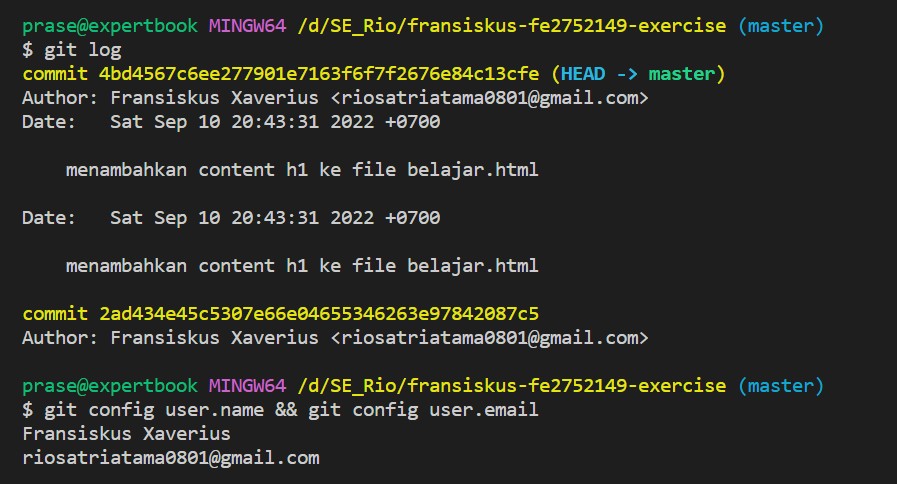 prase@expertbook MINGW64 /d/SE_Rio/fransiskus-fe2752149-exercise (master)
$ git log
commit 4bd4567c6ee277901e7163f6f7f2676e84c13cfe (HEAD -> master)
Author: Fransiskus Xaverius <riosatriatama0801@gmail.com>
Date:   Sat Sep 10 20:43:31 2022 +0700
    menambahkan content h1 ke file belajar.html
Date:   Sat Sep 10 20:43:31 2022 +0700
    menambahkan content h1 ke file belajar.html
commit 2ad434e45c5307e66e04655346263e97842087c5
Author: Fransiskus Xaverius <riosatriatama0801@gmail.com>
prase@expertbook MINGW64 /d/SE_Rio/fransiskus-fe2752149-exercise (master)
$ git config user.name && git config user.email
Fransiskus Xaverius
riosatriatama0801@gmail.com